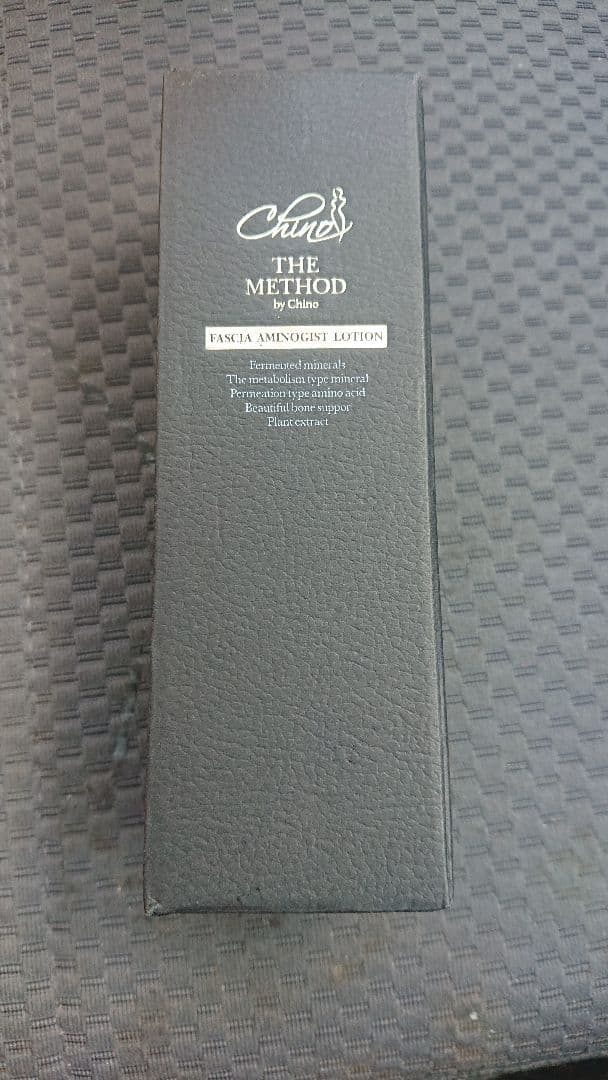 Chino
THE
METHOD
by Chino
FASCIA AMINOGIST LOTION
Fermented minerals
The metabolism type mineral
Permeation type amino acid
Beautiful bone suppor
Plant extract